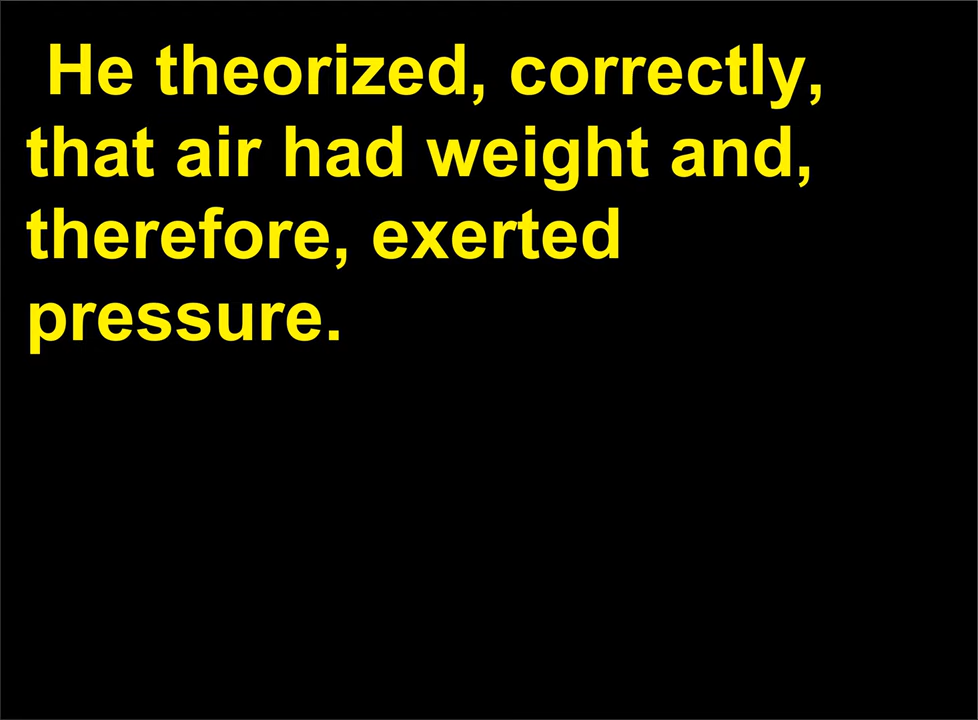 He theorized, correctly,
that air had weight and,
therefore, exerted
pressure.